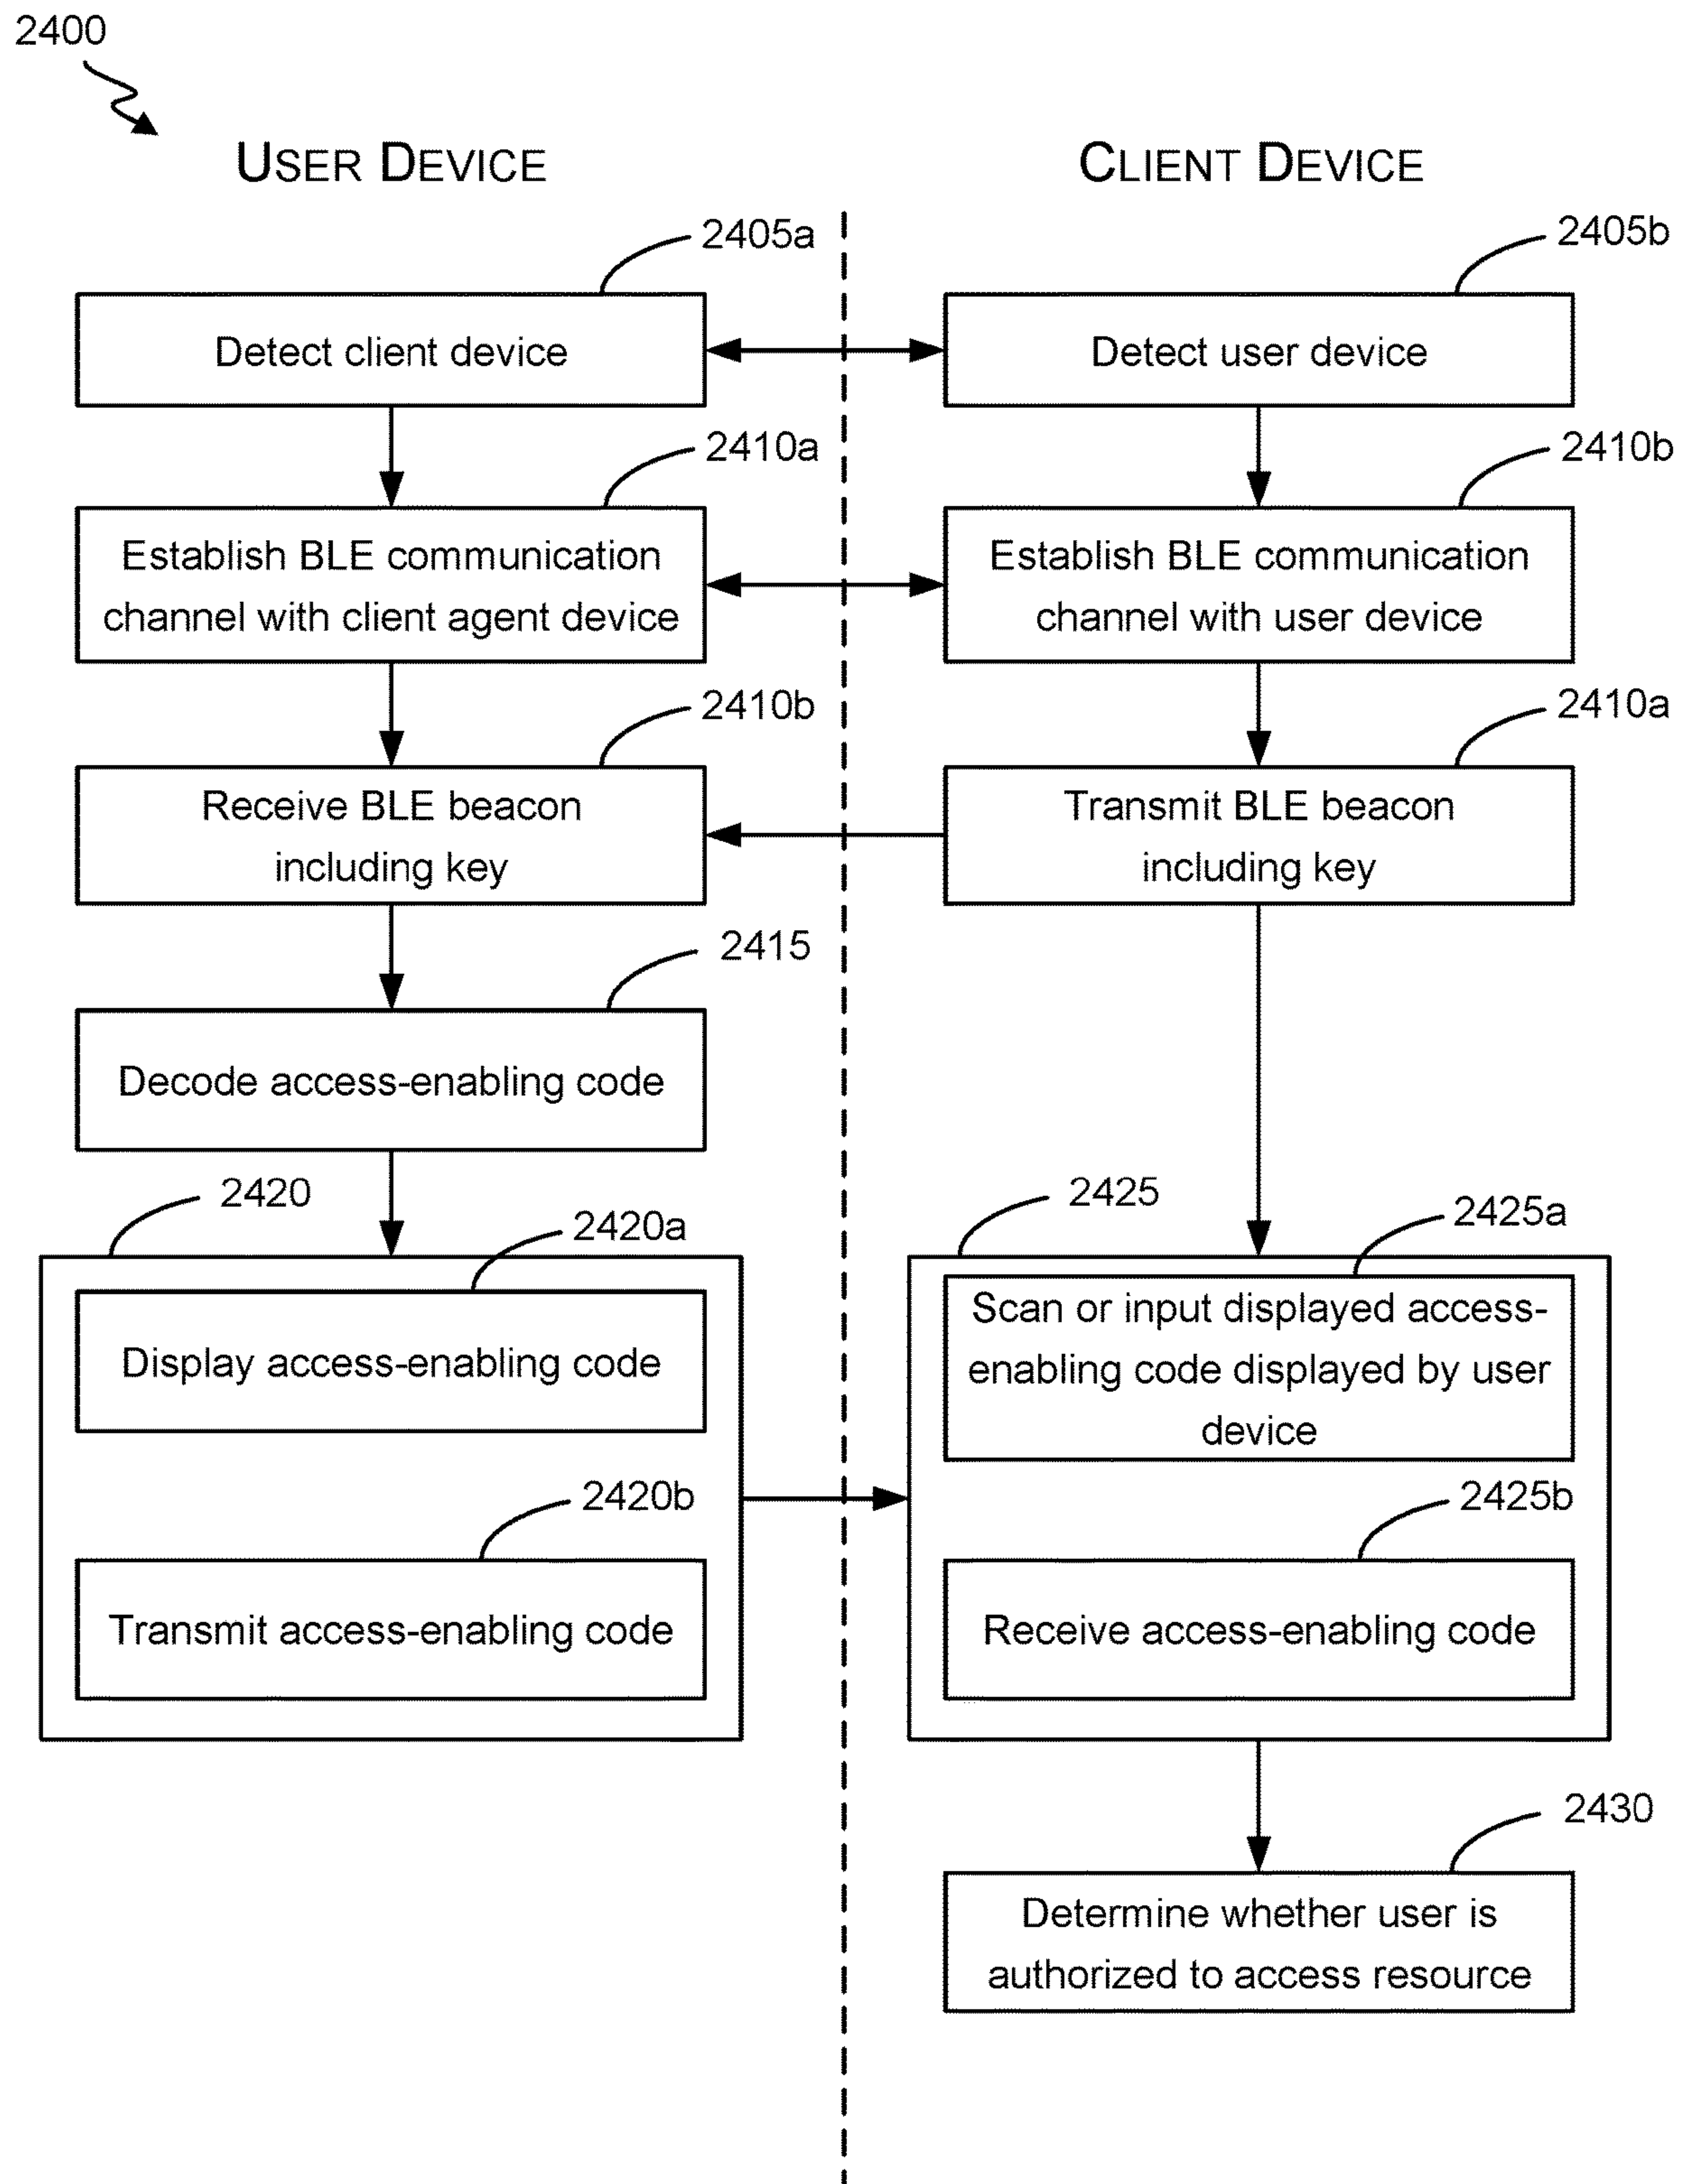 2400
USER DEVICE
CLIENT DEVICE
2405a
2405b
Detect client device
Detect user device
2410a
2410b
Establish BLE communication
channel with client agent device
Establish BLE communication
channel with user device
2410b
2410a
Receive BLE beacon
including key
Transmit BLE beacon
including key
2415
Decode access-enabling code
2420
2420a
2425
2425a
Display access-enabling code
Scan or input displayed access-
enabling code displayed by user
device
2420b
2425b
Transmit access-enabling code
Receive access-enabling code
2430
Determine whether user is
authorized to access resource